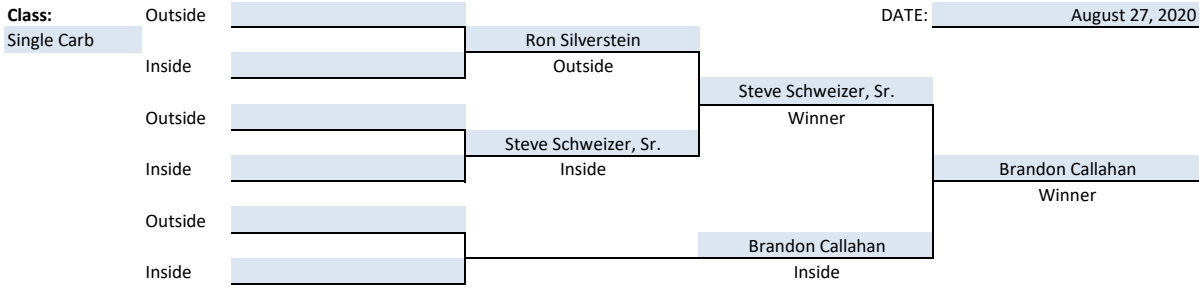 Class: Outside DATE: August 27, 2020
Single Carb Ron Silverstein
Inside Outside
Steve Schweizer, Sr.
Outside Winner
Steve Schweizer, Sr.
Inside Inside Brandon Callahan
Winner
Outside
Brandon Callahan
Inside Inside